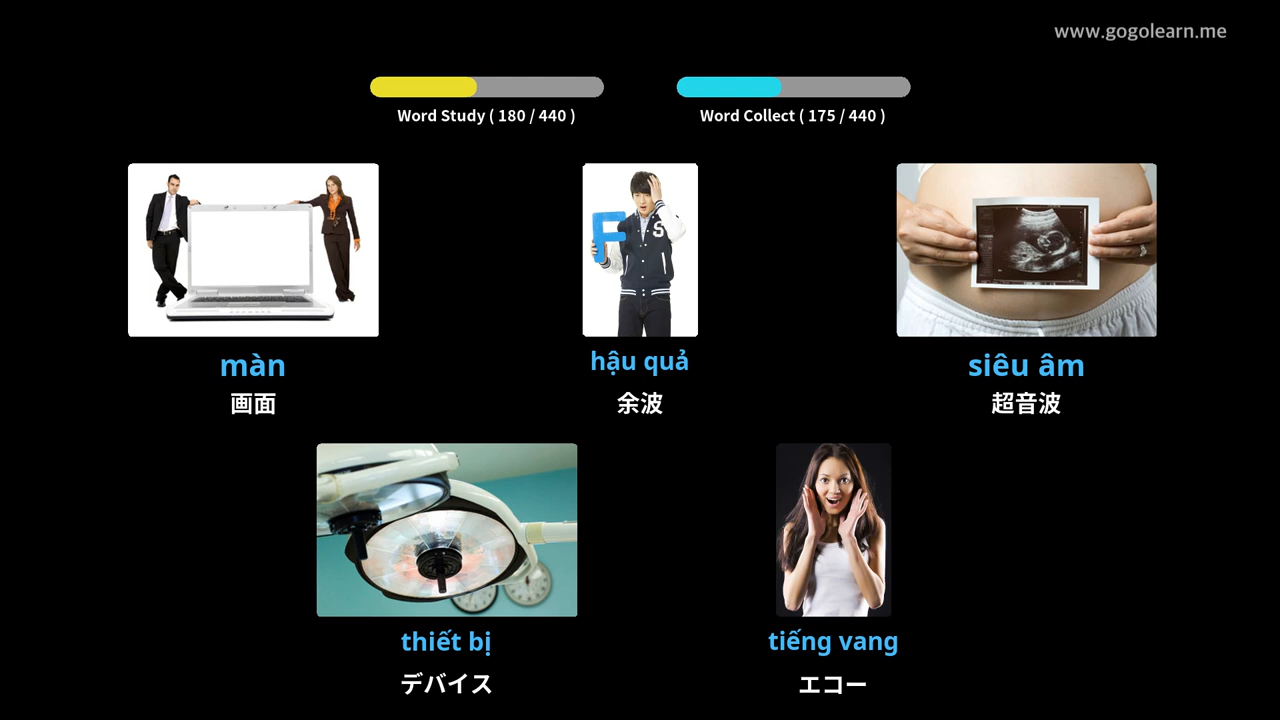 www.gogolearn.me
Word Study ( 180 / 440 )
Word Collect ( 175 / 440 )
F
S
màn
画面
hậu quả
余波
siêu âm
超音波
thiết bị
デバイス
tiếng vang
エコー